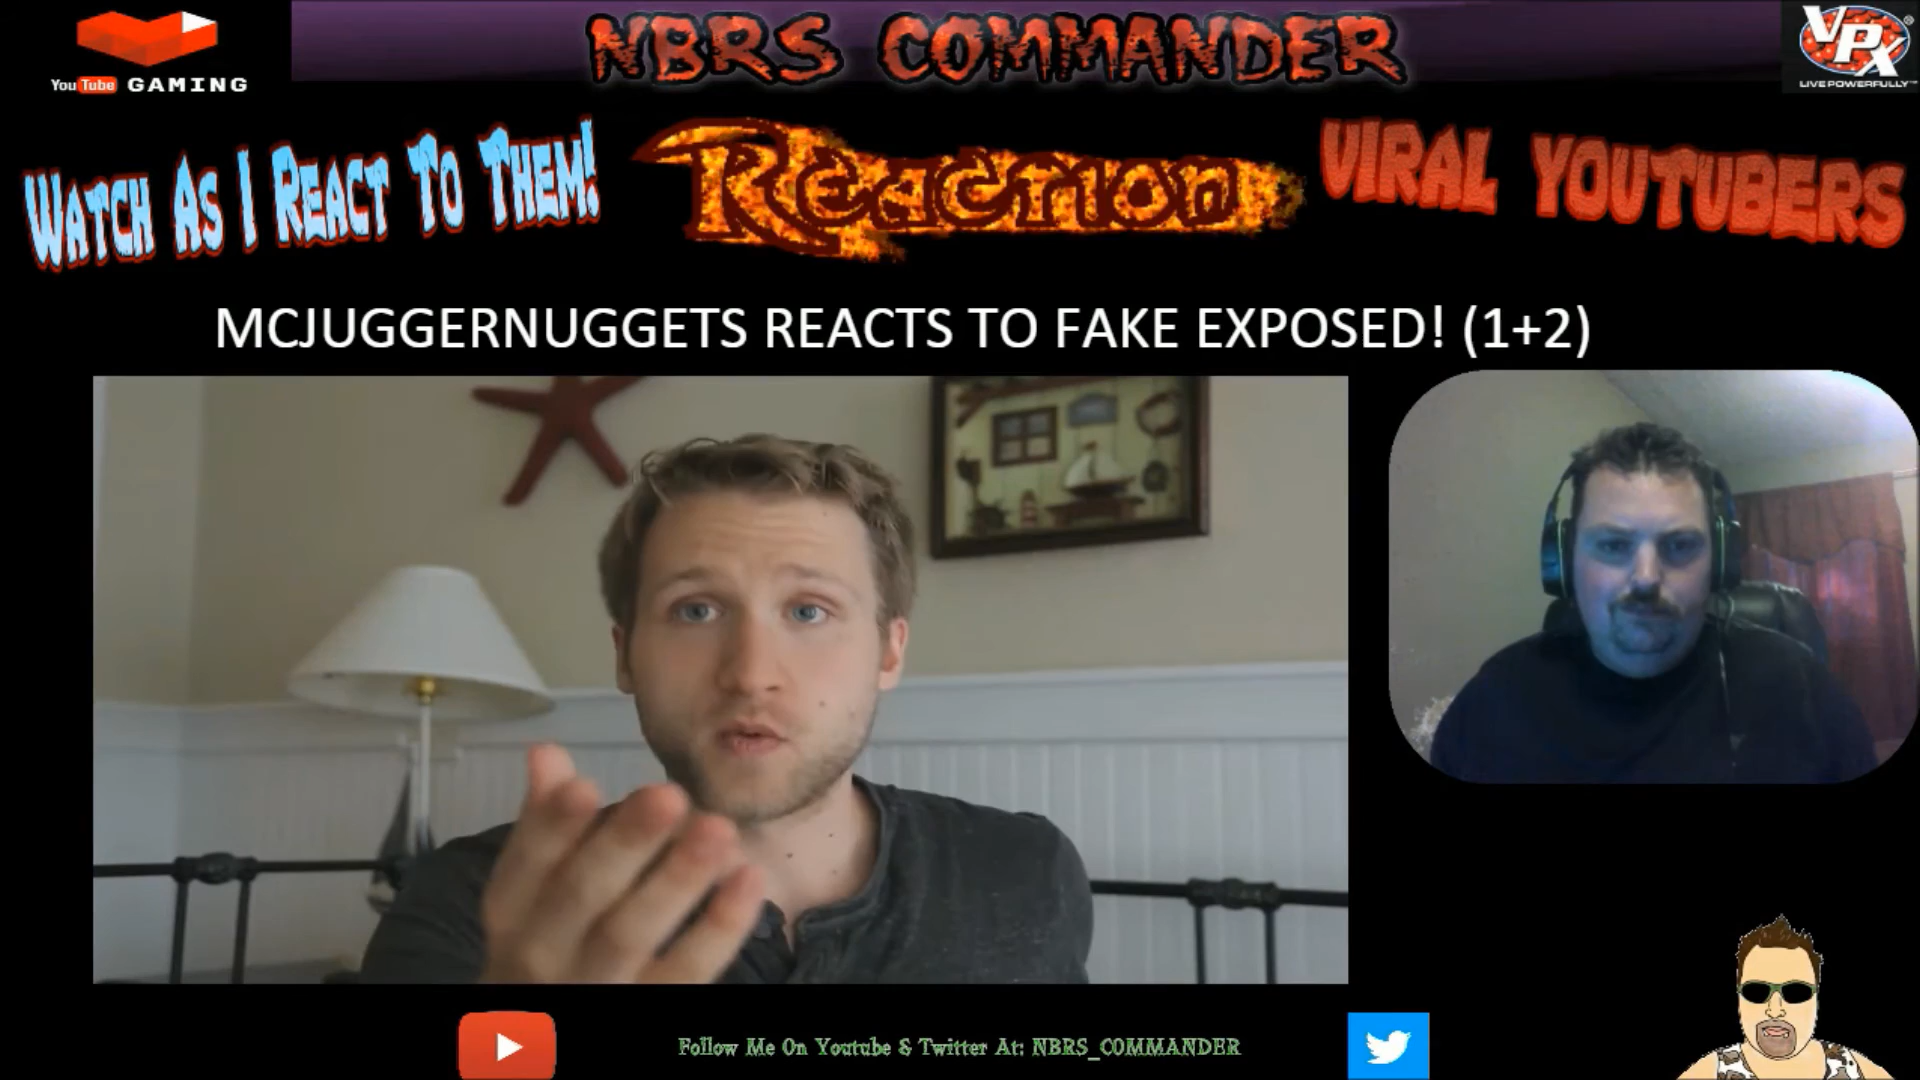 YouTube GAMING
NBRS COMMANDER
VPX
LIVE POWERFULLY
WATCH AS I REACT TO THEM!
REACTION
VIRAL YOUTUBERS
MCJUGGERNUGGETS REACTS TO FAKE EXPOSED! (1+2)
Follow Me On Youtube & Twitter At: NBRS_COMMANDER